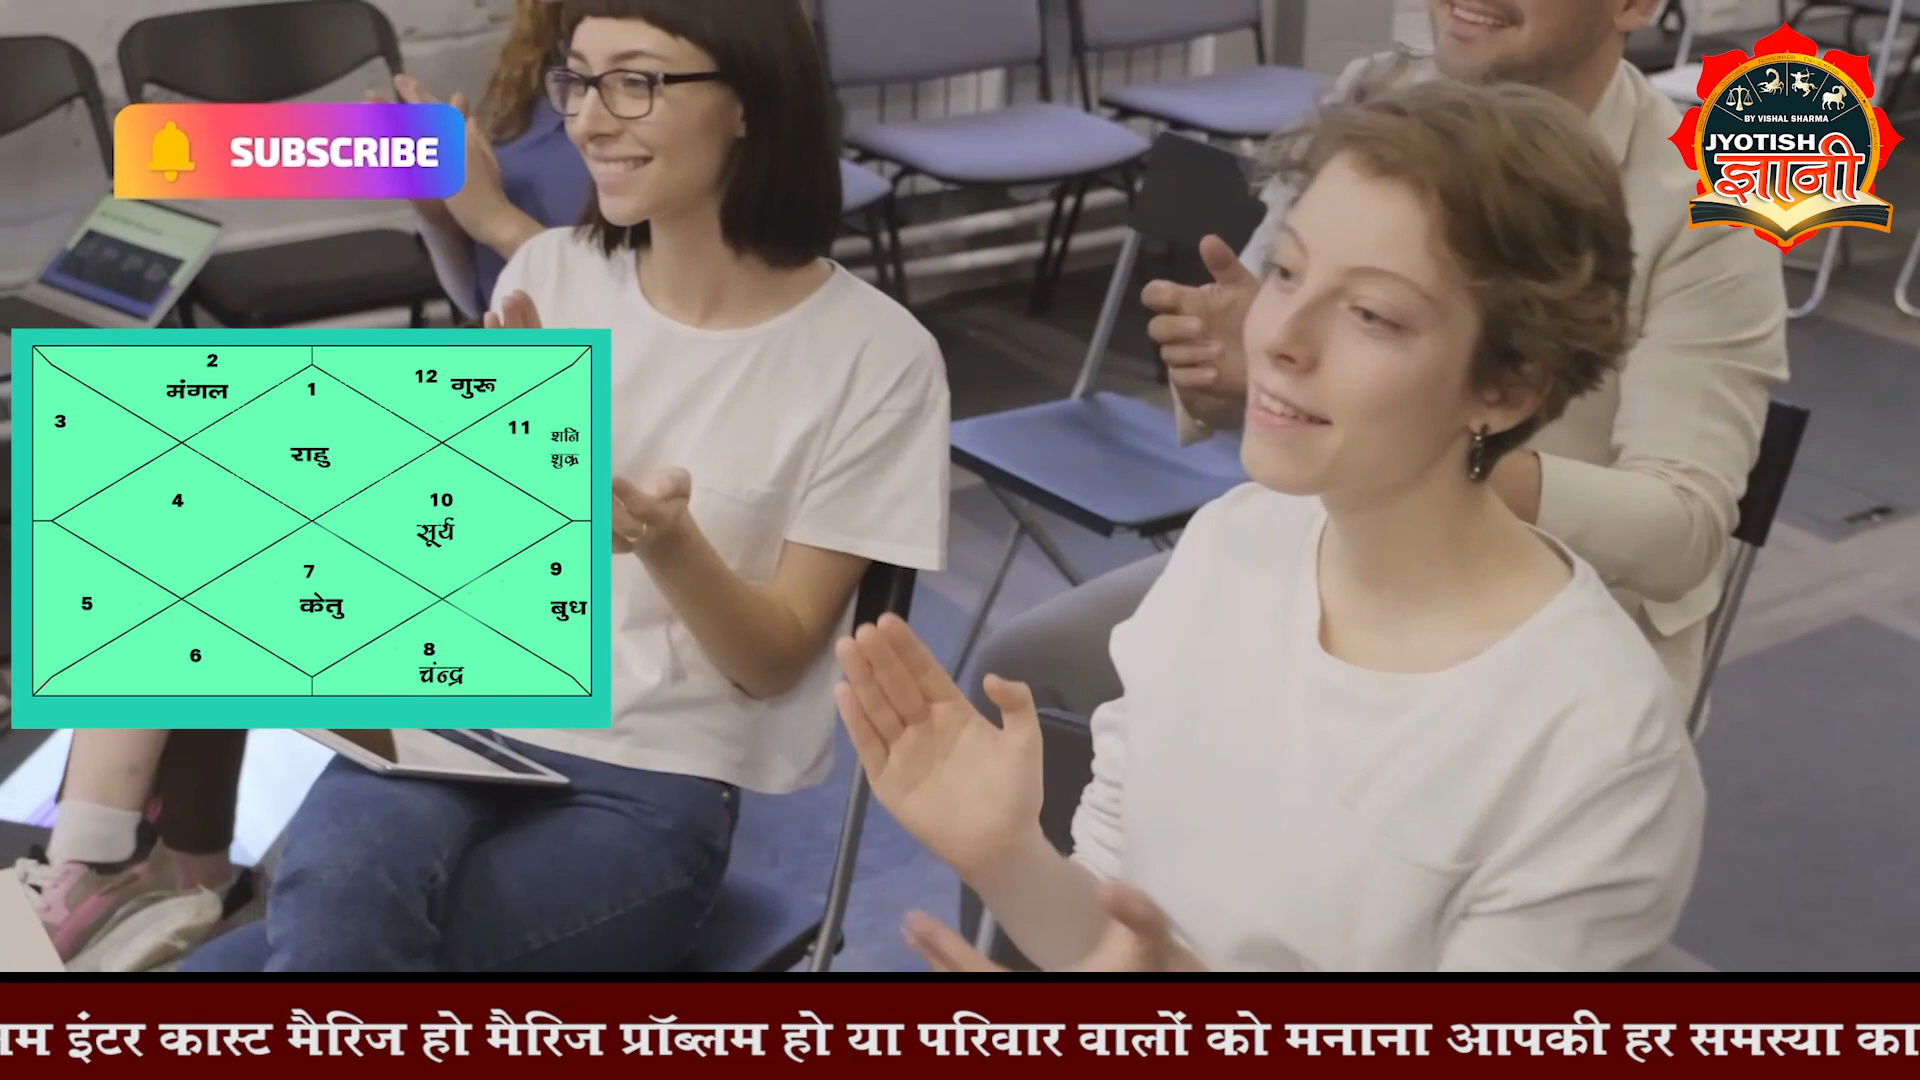 SUBSCRIBE
BY VISHAL SHARMA
JYOTISH
ज्ञानी
2
मंगल
1
12 गुरू
3
11 शनि
शुक्र
राहु
4
10
सूर्य
7
केतु
9
बुध
5
6
8
चंन्द्र
इंटर कास्ट मैरिज हो मैरिज प्रॉब्लम हो या परिवार वालों को मनाना आपकी हर समस्या का